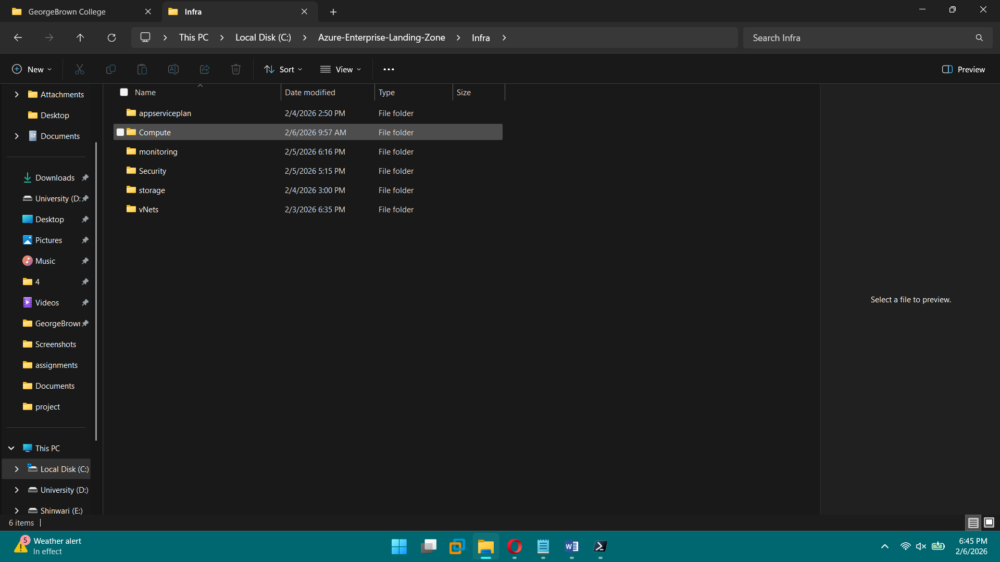 GeorgeBrown College
Infra
This PC
Local Disk (C:)
Azure-Enterprise-Landing-Zone
Infra
Search Infra
New
Sort
View
Preview
Attachments
Desktop
Documents
Downloads
University (D:
Desktop
Pictures
Music
4
Videos
GeorgeBrown
Screenshots
assignments
Documents
project
This PC
Local Disk (C:)
University (D:)
Shinwari (E:)
Name Date modified Type Size
appserviceplan 2/4/2026 2:50 PM File folder
Compute 2/6/2026 9:57 AM File folder
monitoring 2/5/2026 6:16 PM File folder
Security 2/5/2026 5:15 PM File folder
storage 2/4/2026 3:00 PM File folder
vNets 2/3/2026 6:35 PM File folder
Select a file to preview.
6 items
5
Weather alert
In effect
W
6:45 PM
2/6/2026